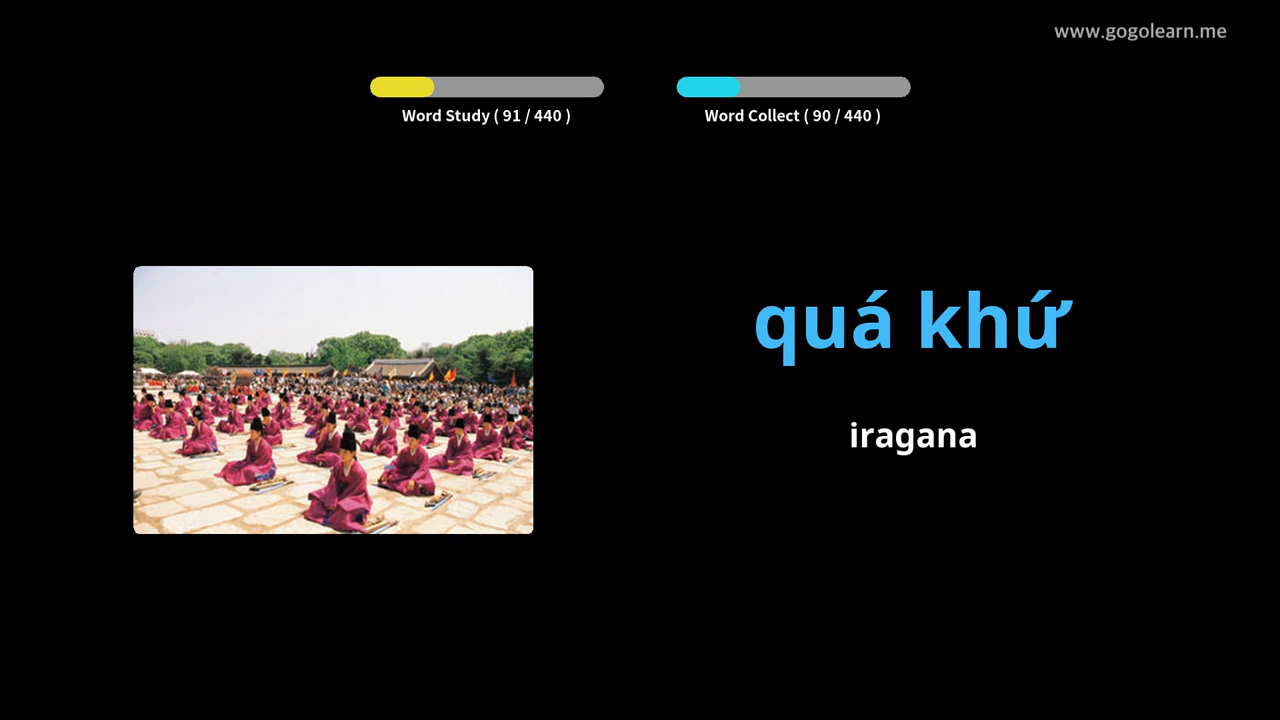 www.gogolearn.me
Word Study ( 91 / 440 )
Word Collect ( 90 / 440 )
quá khứ
iragana